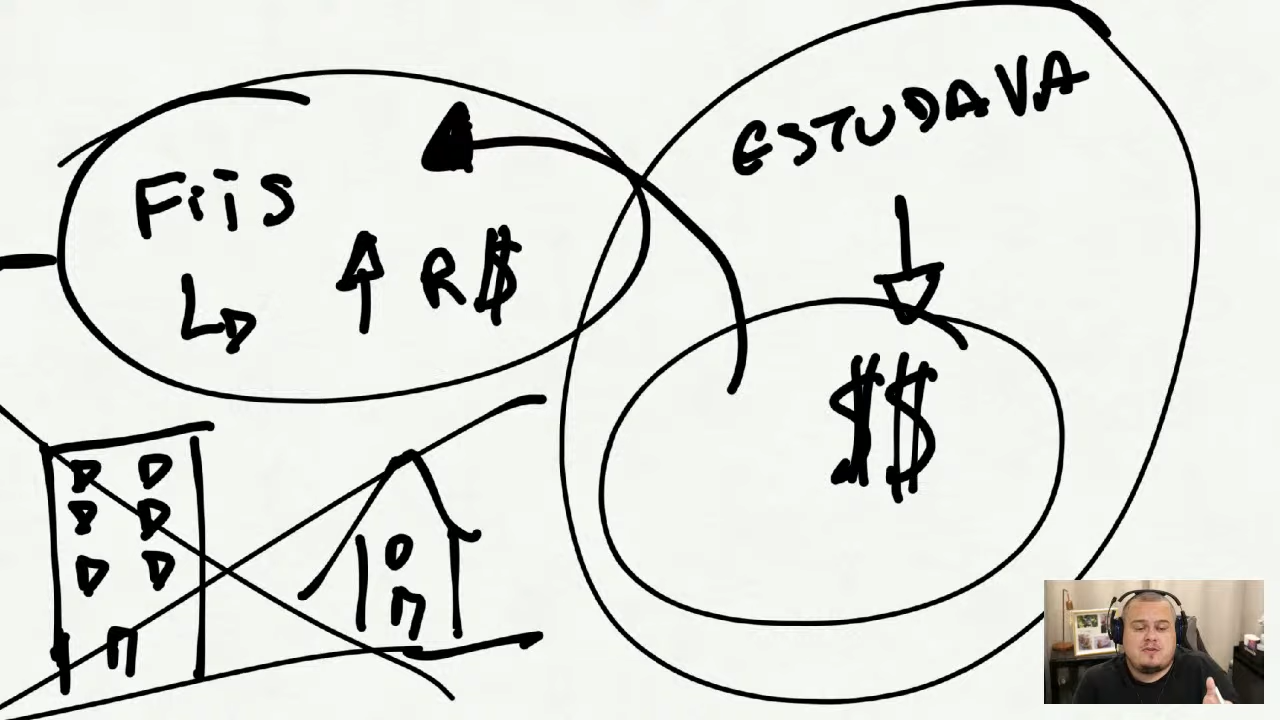 FiiS
↳ ↑ R$
ESTUDAVA
↓
$$